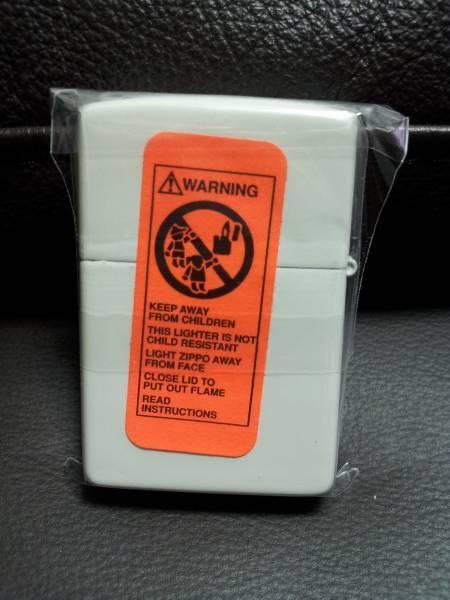 WARNING
KEEP AWAY
FROM CHILDREN
THIS LIGHTER IS NOT
CHILD RESISTANT
LIGHT ZIPPO AWAY
FROM FACE
CLOSE LID TO
PUT OUT FLAME
READ
INSTRUCTIONS